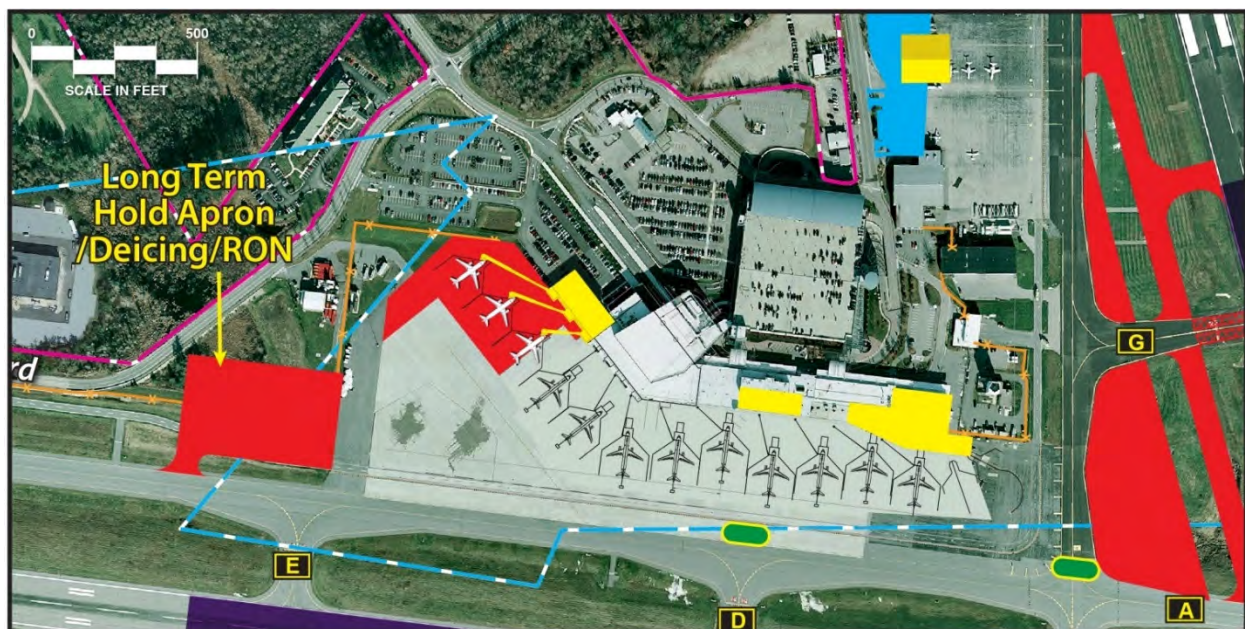 0 500
SCALE IN FEET
Long Term
Hold Apron
/Deicing/RON
rd
G
E
D
A